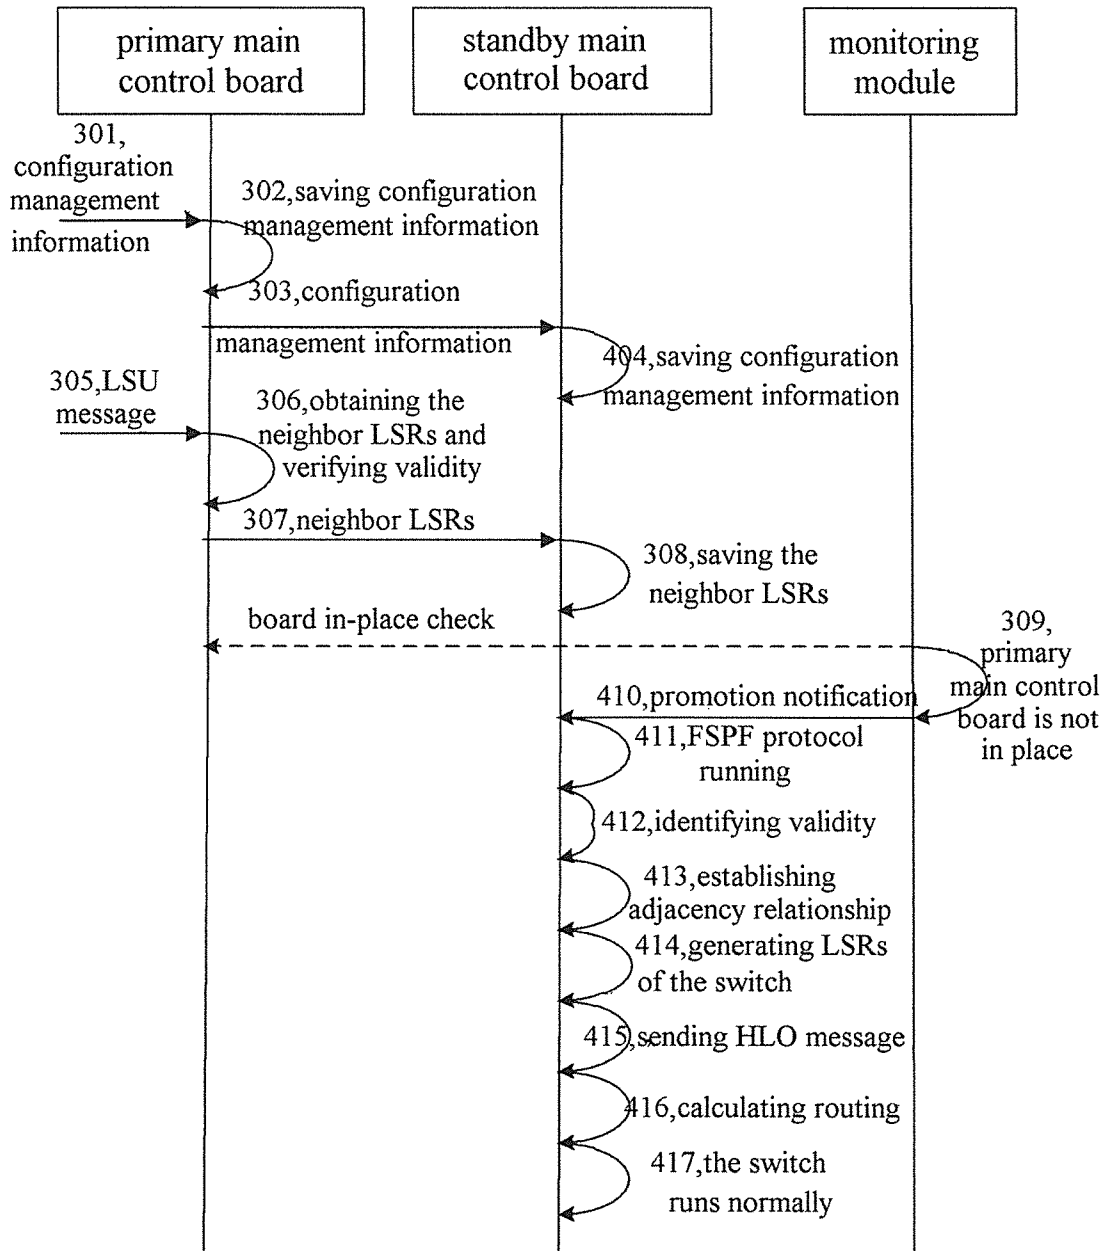 primary main
control board
standby main
control board
monitoring
module
301,
configuration
management
information
302,saving configuration
management information
303,configuration
management information
404,saving configuration
management information
305,LSU
message
306,obtaining the
neighbor LSRs and
verifying validity
307,neighbor LSRs
308,saving the
neighbor LSRs
board in-place check
309,
primary
main control
board is not
in place
410,promotion notification
411,FSPF protocol
running
412,identifying validity
413,establishing
adjacency relationship
414,generating LSRs
of the switch
415,sending HLO message
416,calculating routing
417,the switch
runs normally